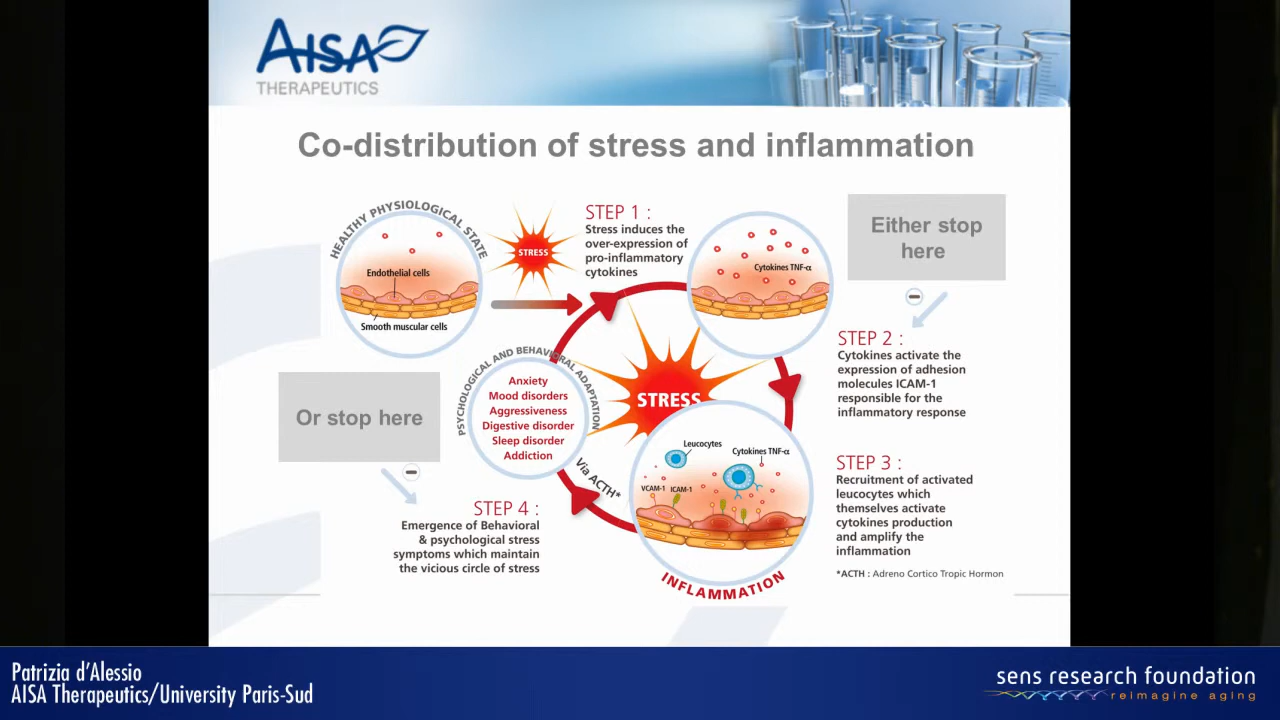 AISA
THERAPEUTICS
Co-distribution of stress and inflammation
HEALTHY PHYSIOLOGICAL STATE
Endothelial cells
Smooth muscular cells
STRESS
STEP 1 :
Stress induces the
over-expression of
pro-inflammatory
cytokines
Cytokines TNF-α
Either stop
here
STEP 2 :
Cytokines activate the
expression of adhesion
molecules ICAM-1
responsible for the
inflammatory response
STRESS
PSYCHOLOGICAL AND BEHAVIORAL ADAPTATION
Anxiety
Mood disorders
Aggressiveness
Digestive disorder
Sleep disorder
Addiction
Or stop here
Leucocytes
Cytokines TNF-α
VCAM-1 ICAM-1
INFLAMMATION
STEP 3 :
Recruitment of activated
leucocytes which
themselves activate
cytokines production
and amplify the
inflammation
*ACTH : Adreno Cortico Tropic Hormon
Via ACTH*
STEP 4 :
Emergence of Behavioral
& psychological stress
symptoms which maintain
the vicious circle of stress
Patrizia d'Alessio
AISA Therapeutics/University Paris-Sud
sens research foundation
reimagine aging